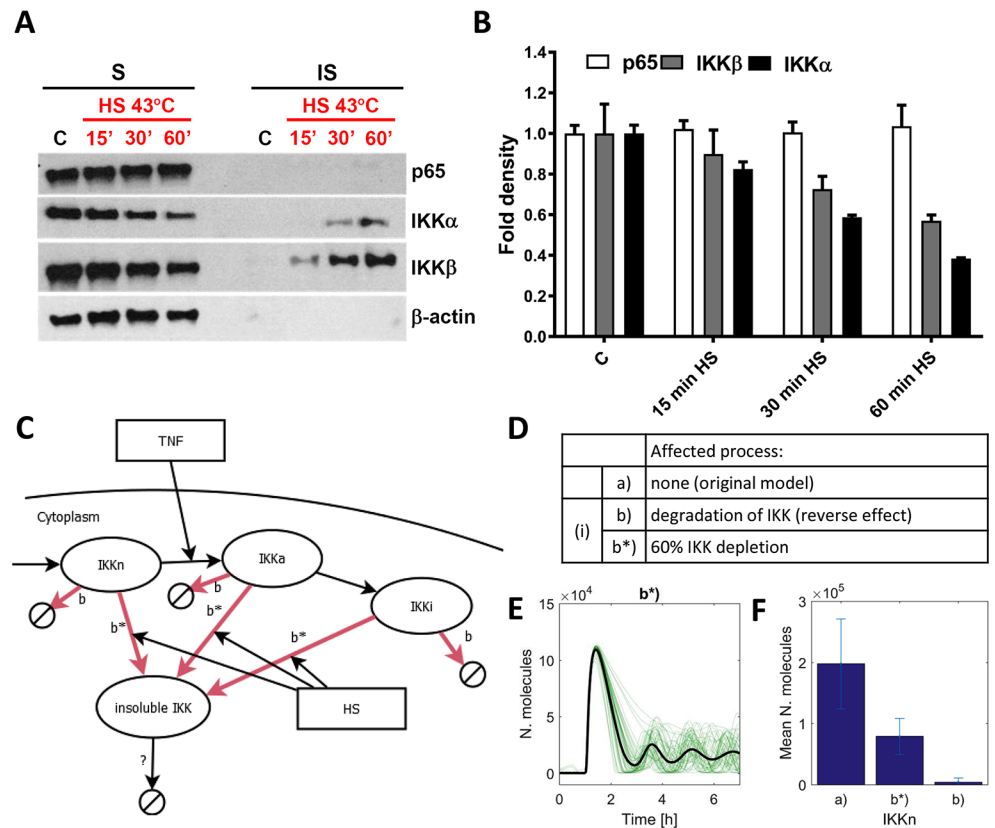 A
S IS
HS 43°C HS 43°C
C 15’ 30’ 60’ C 15’ 30’ 60’
p65
IKKα
IKKβ
β-actin
B
p65 IKKβ IKKα
Fold density
1.4
1.2
1.0
0.8
0.6
0.4
0.2
0.0
C 15 min HS 30 min HS 60 min HS
C
TNF
Cytoplasm
IKKn IKKa
IKKi
b b b
b* b* b*
insoluble IKK
HS
?
D
Affected process:
a) none (original model)
(i) b) degradation of IKK (reverse effect)
b*) 60% IKK depletion
E
×10⁴ b*)
N. molecules
15
10
5
0
0 2 4 6
Time [h]
F
×10⁵
Mean N. molecules
3
2
1
0
a) b*) b)
IKKn